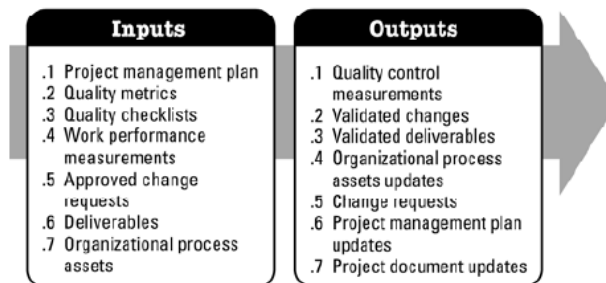 Inputs
.1 Project management plan
.2 Quality metrics
.3 Quality checklists
.4 Work performance
measurements
.5 Approved change
requests
.6 Deliverables
.7 Organizational process
assets
Outputs
.1 Quality control
measurements
.2 Validated changes
.3 Validated deliverables
.4 Organizational process
assets updates
.5 Change requests
.6 Project management plan
updates
.7 Project document updates